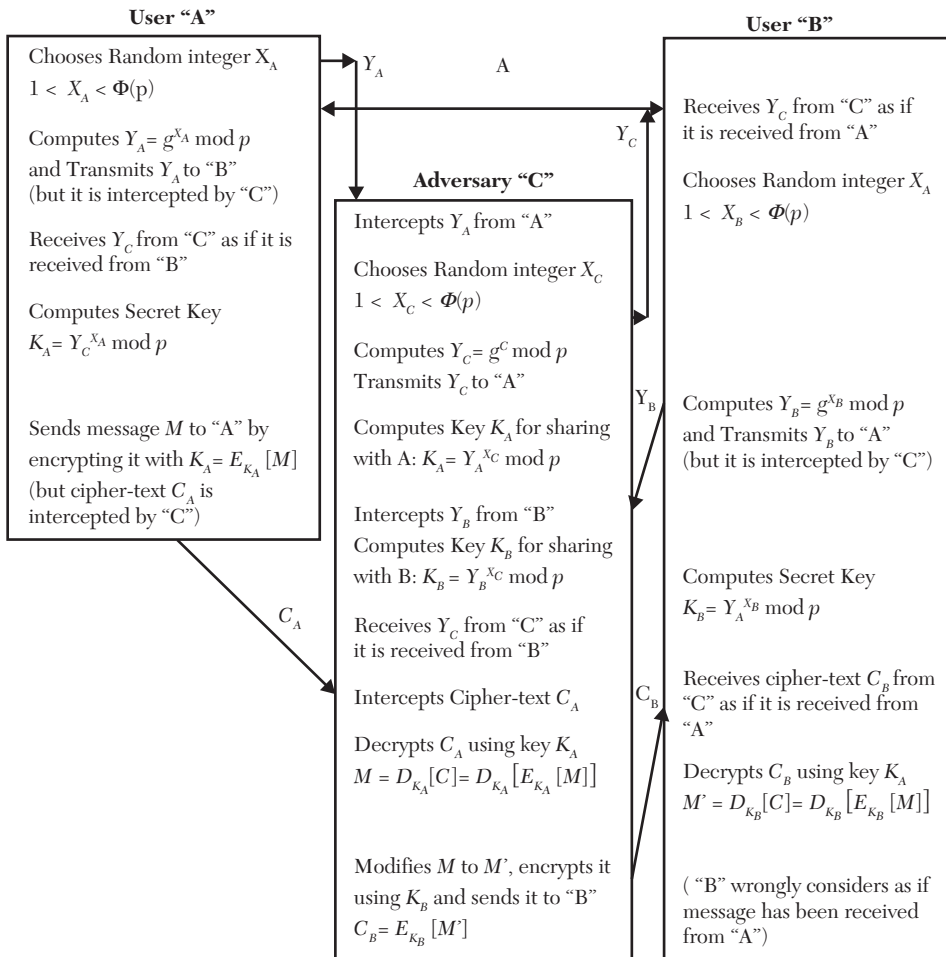 User “A”
Chooses Random integer X_A
1 < X_A < Φ(p)
Computes Y_A = g^{X_A} mod p
and Transmits Y_A to “B”
(but it is intercepted by “C”)
Receives Y_C from “C” as if it is
received from “B”
Computes Secret Key
K_A = Y_C^{X_A} mod p
Sends message M to “A” by
encrypting it with K_A = E_{K_A} [M]
(but cipher-text C_A is
intercepted by “C”)
Y_A
A
Y_C
C_A
Adversary “C”
Intercepts Y_A from “A”
Chooses Random integer X_C
1 < X_C < Φ(p)
Computes Y_C = g^C mod p
Transmits Y_C to “A”
Computes Key K_A for sharing
with A: K_A = Y_A^{X_C} mod p
Intercepts Y_B from “B”
Computes Key K_B for sharing
with B: K_B = Y_B^{X_C} mod p
Receives Y_C from “C” as if
it is received from “B”
Intercepts Cipher-text C_A
Decrypts C_A using key K_A
M = D_{K_A}[C] = D_{K_A} [E_{K_A} [M]]
Modifies M to M’, encrypts it
using K_B and sends it to “B”
C_B = E_{K_B} [M’]
Y_B
C_B
User “B”
Receives Y_C from “C” as if
it is received from “A”
Chooses Random integer X_A
1 < X_B < Φ(p)
Computes Y_B = g^{X_B} mod p
and Transmits Y_B to “A”
(but it is intercepted by “C”)
Computes Secret Key
K_B = Y_A^{X_B} mod p
Receives cipher-text C_B from
“C” as if it is received from
“A”
Decrypts C_B using key K_A
M’ = D_{K_B}[C] = D_{K_B} [E_{K_B} [M]]
( “B” wrongly considers as if
message has been received
from “A”)